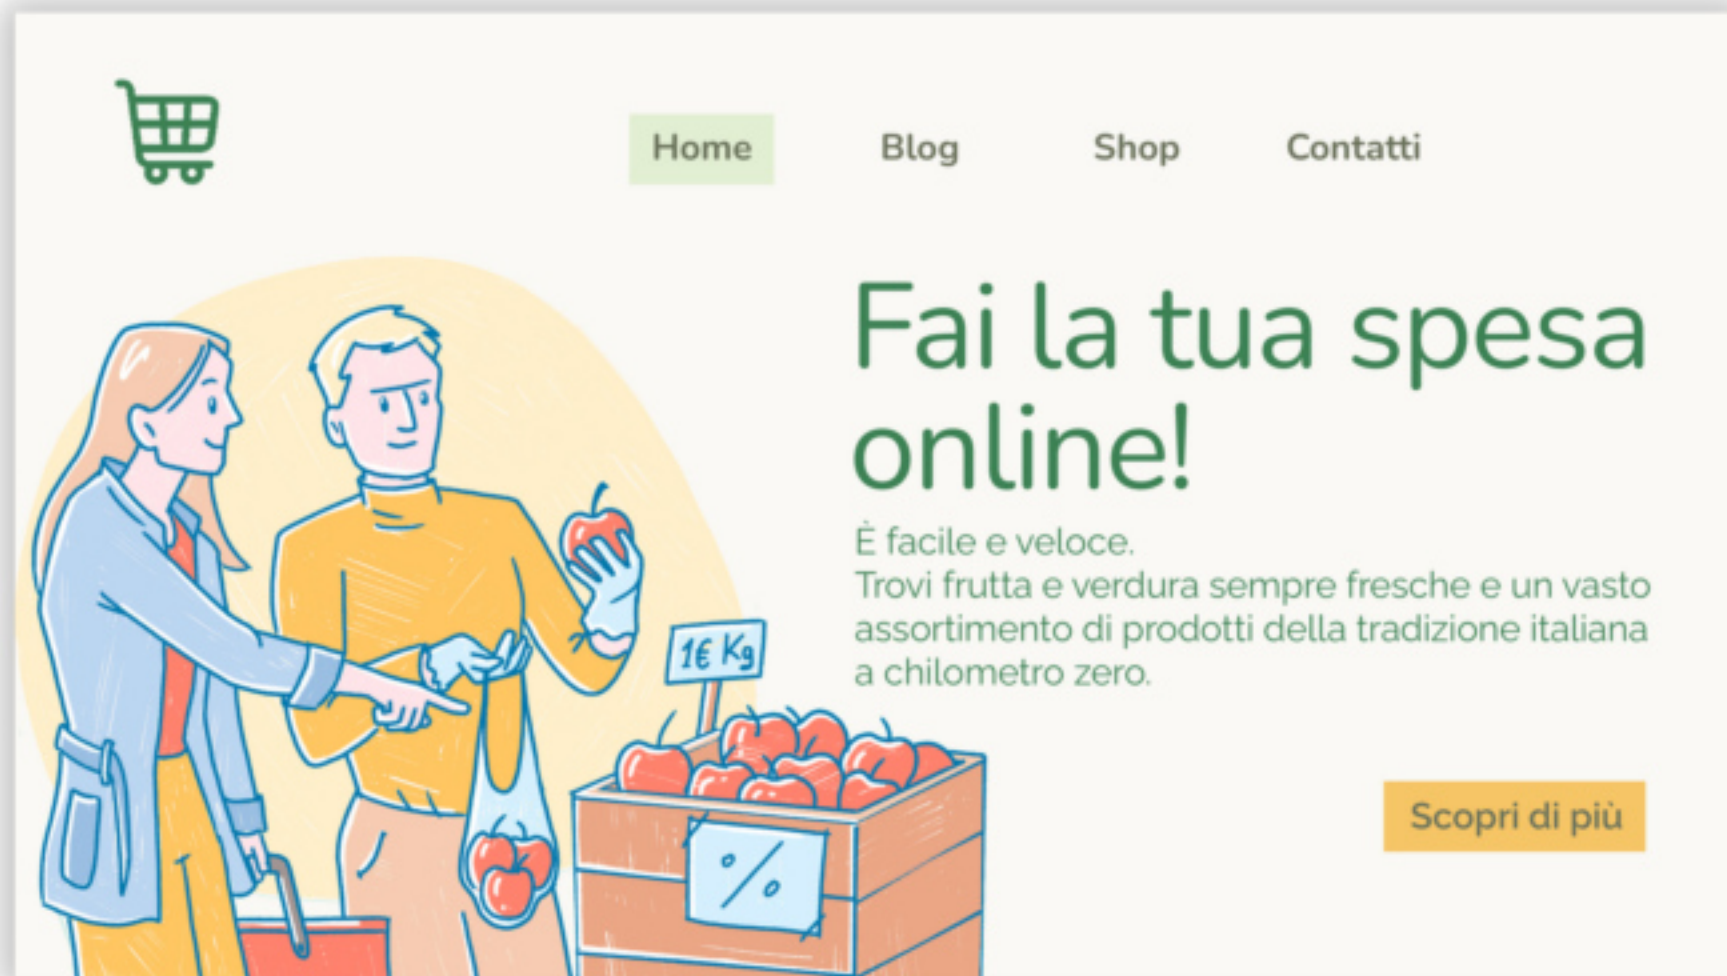 Home Blog Shop Contatti
Fai la tua spesa
online!
È facile e veloce.
Trovi frutta e verdura sempre fresche e un vasto
assortimento di prodotti della tradizione italiana
a chilometro zero.
1€ Kg
Scopri di più
%